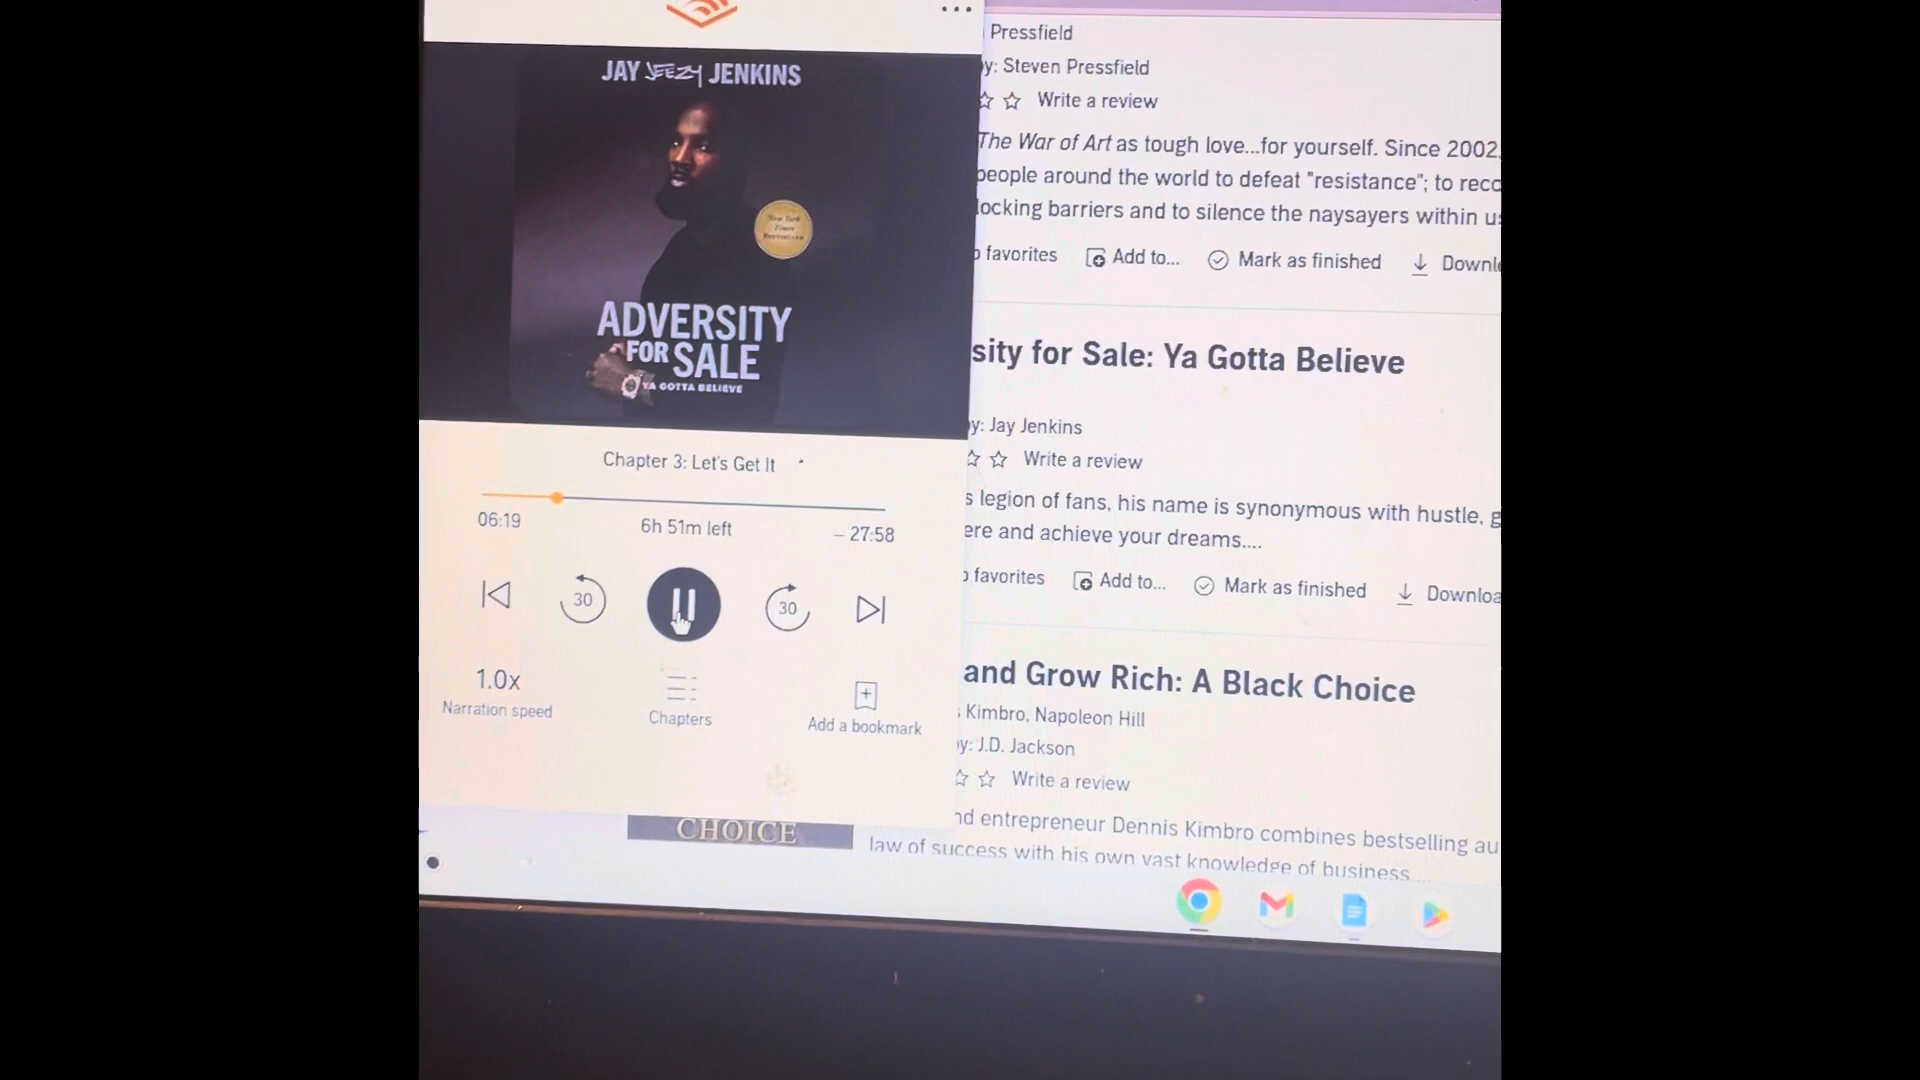 JAY JEEZY JENKINS
New York
Times
Bestseller
ADVERSITY
FOR SALE
YA GOTTA BELIEVE
Chapter 3: Let's Get It
06:19
6h 51m left
– 27:58
30
30
1.0x
Narration speed
Chapters
Add a bookmark
Pressfield
y: Steven Pressfield
Write a review
The War of Art as tough love...for yourself. Since 2002,
people around the world to defeat "resistance"; to reco
locking barriers and to silence the naysayers within us
o favorites
Add to...
Mark as finished
Downlo
sity for Sale: Ya Gotta Believe
y: Jay Jenkins
Write a review
s legion of fans, his name is synonymous with hustle, g
ere and achieve your dreams....
o favorites
Add to...
Mark as finished
Downloa
and Grow Rich: A Black Choice
s Kimbro, Napoleon Hill
y: J.D. Jackson
Write a review
nd entrepreneur Dennis Kimbro combines bestselling au
law of success with his own vast knowledge of business....
CHOICE